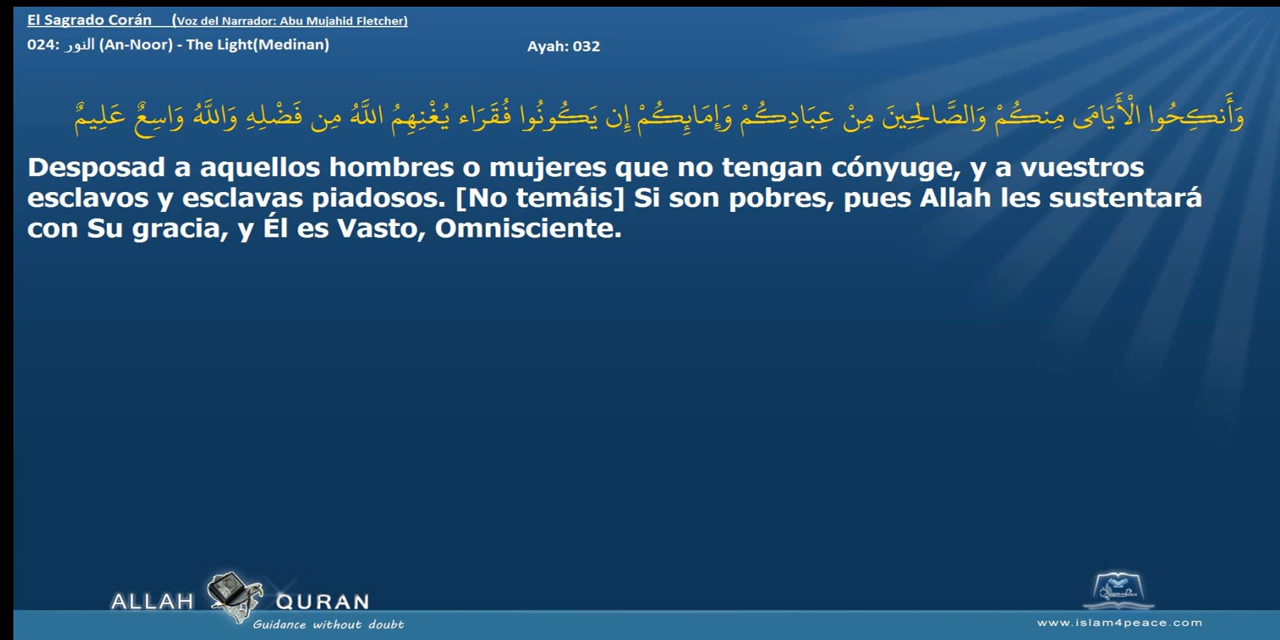 El Sagrado Corán (Voz del Narrador: Abu Mujahid Fletcher)
024: النور (An-Noor) - The Light(Medinan)
Ayah: 032
وَأَنكِحُوا الْأَيَامَى مِنكُمْ وَالصَّالِحِينَ مِنْ عِبَادِكُمْ وَإِمَائِكُمْ إِن يَكُونُوا فُقَرَاء يُغْنِهِمُ اللَّهُ مِن فَضْلِهِ وَاللَّهُ وَاسِعٌ عَلِيمٌ
Desposad a aquellos hombres o mujeres que no tengan cónyuge, y a vuestros
esclavos y esclavas piadosos. [No temáis] Si son pobres, pues Allah les sustentará
con Su gracia, y Él es Vasto, Omnisciente.
ALLAH QURAN
Guidance without doubt
www.islam4peace.com